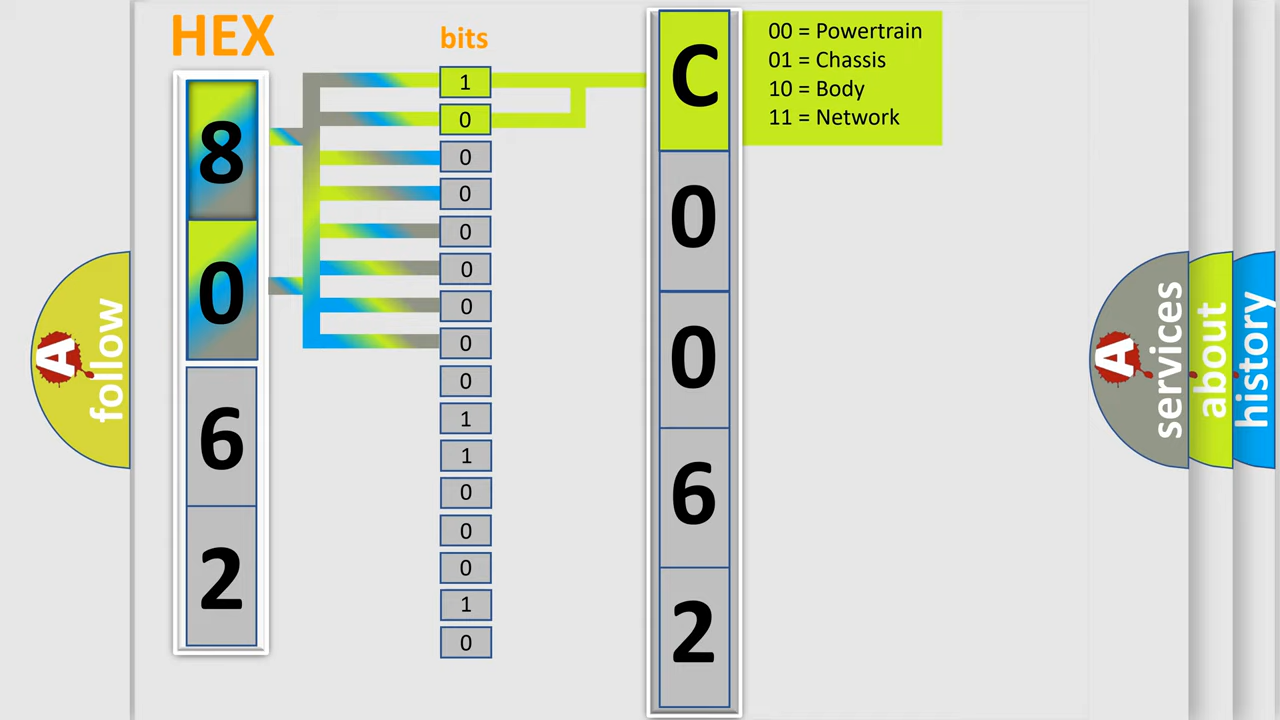 HEX
8
0
6
2
bits
1
0
0
0
0
0
0
0
0
1
1
0
0
0
1
0
C
0
0
6
2
00 = Powertrain
01 = Chassis
10 = Body
11 = Network
A
follow
A
services
about
history